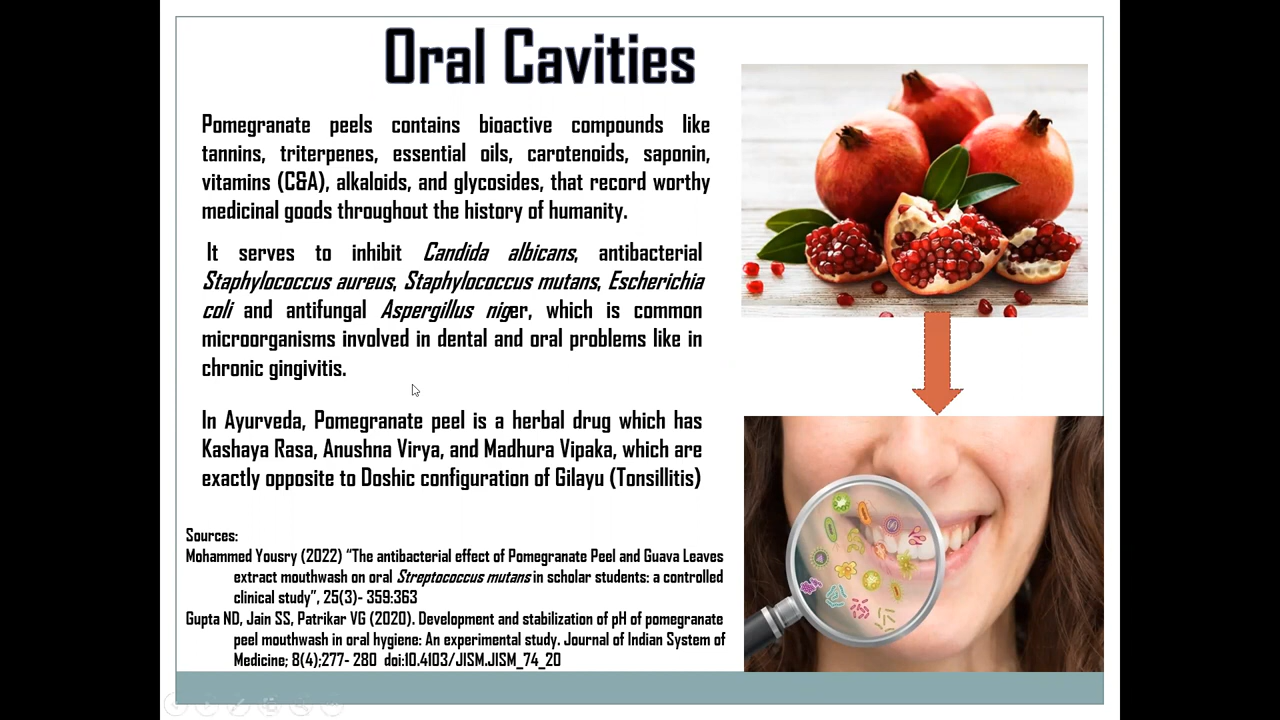 Oral Cavities
Pomegranate peels contains bioactive compounds like
tannins, triterpenes, essential oils, carotenoids, saponin,
vitamins (C&A), alkaloids, and glycosides, that record worthy
medicinal goods throughout the history of humanity.
It serves to inhibit Candida albicans, antibacterial
Staphylococcus aureus, Staphylococcus mutans, Escherichia
coli and antifungal Aspergillus niger, which is common
microorganisms involved in dental and oral problems like in
chronic gingivitis.
In Ayurveda, Pomegranate peel is a herbal drug which has
Kashaya Rasa, Anushna Virya, and Madhura Vipaka, which are
exactly opposite to Doshic configuration of Gilayu (Tonsillitis)
Sources:
Mohammed Yousry (2022) “The antibacterial effect of Pomegranate Peel and Guava Leaves
extract mouthwash on oral Streptococcus mutans in scholar students: a controlled
clinical study”, 25(3)- 359:363
Gupta ND, Jain SS, Patrikar VG (2020). Development and stabilization of pH of pomegranate
peel mouthwash in oral hygiene: An experimental study. Journal of Indian System of
Medicine; 8(4);277- 280 doi:10.4103/JISM.JISM_74_20